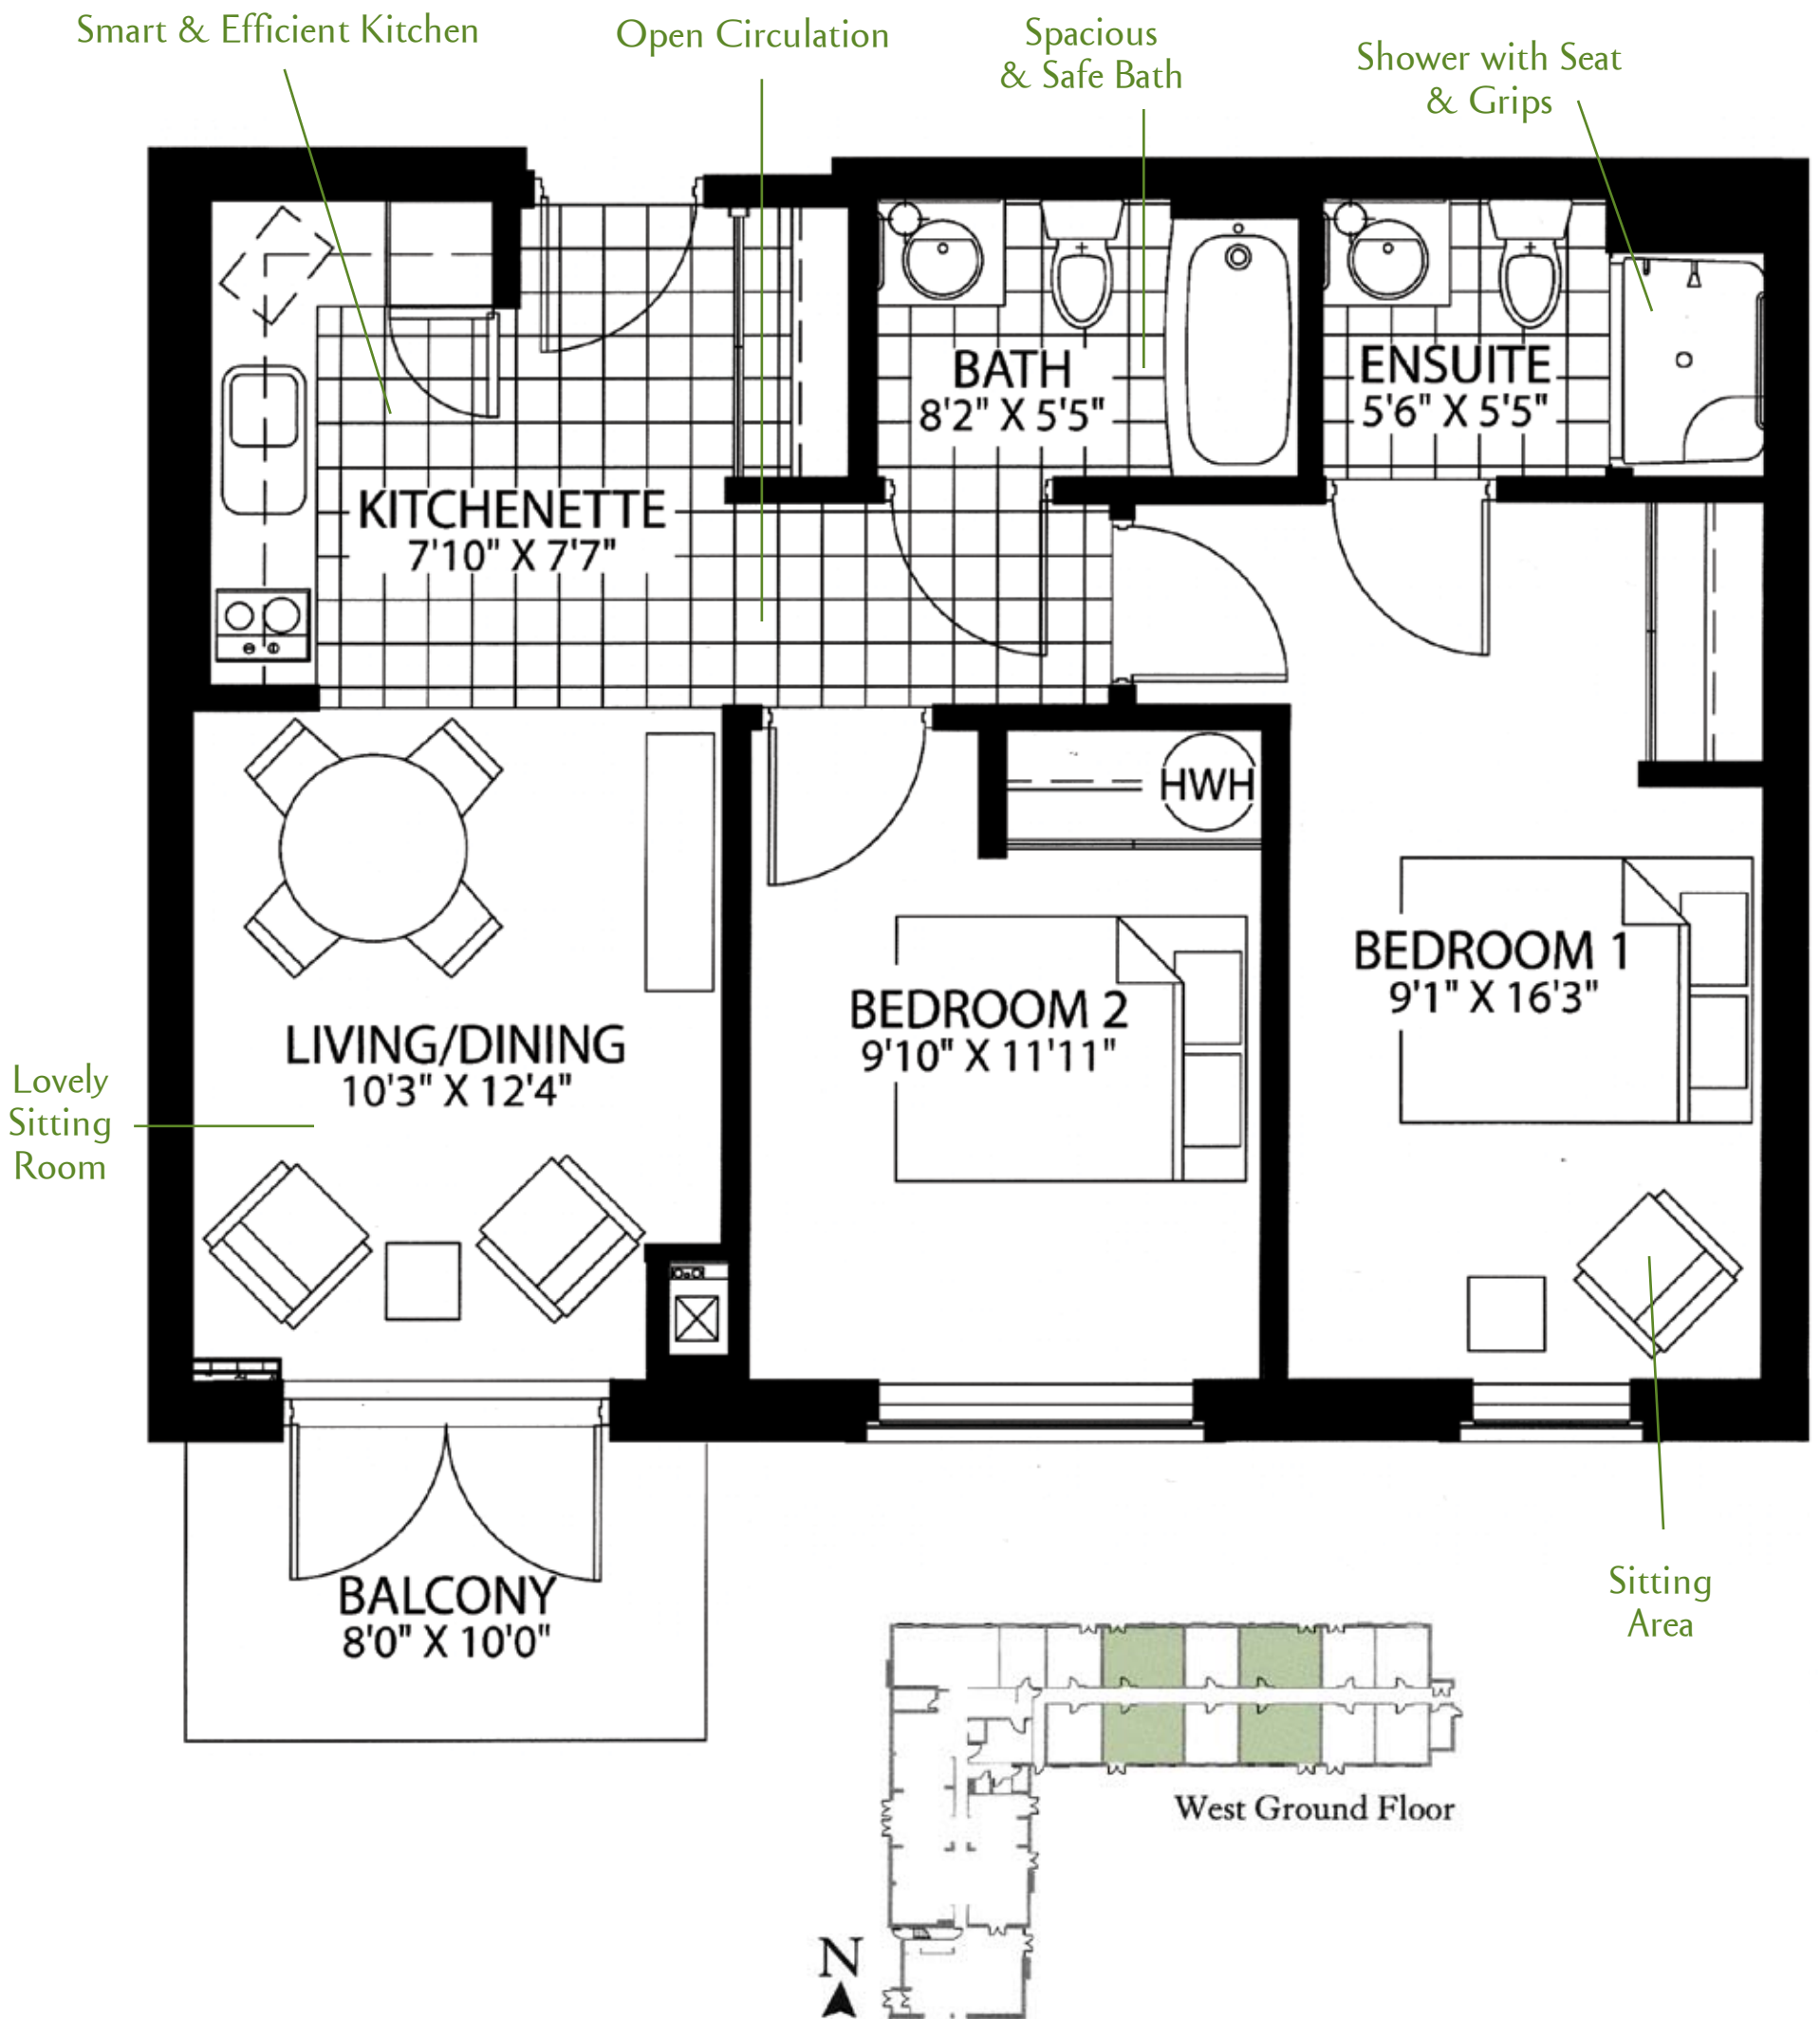 Smart & Efficient Kitchen
Open Circulation
Spacious
& Safe Bath
Shower with Seat
& Grips
BATH
8'2" X 5'5"
ENSUITE
5'6" X 5'5"
KITCHENETTE
7'10" X 7'7"
HWH
BEDROOM 1
9'1" X 16'3"
BEDROOM 2
9'10" X 11'11"
LIVING/DINING
10'3" X 12'4"
Lovely
Sitting
Room
BALCONY
8'0" X 10'0"
Sitting
Area
West Ground Floor
N